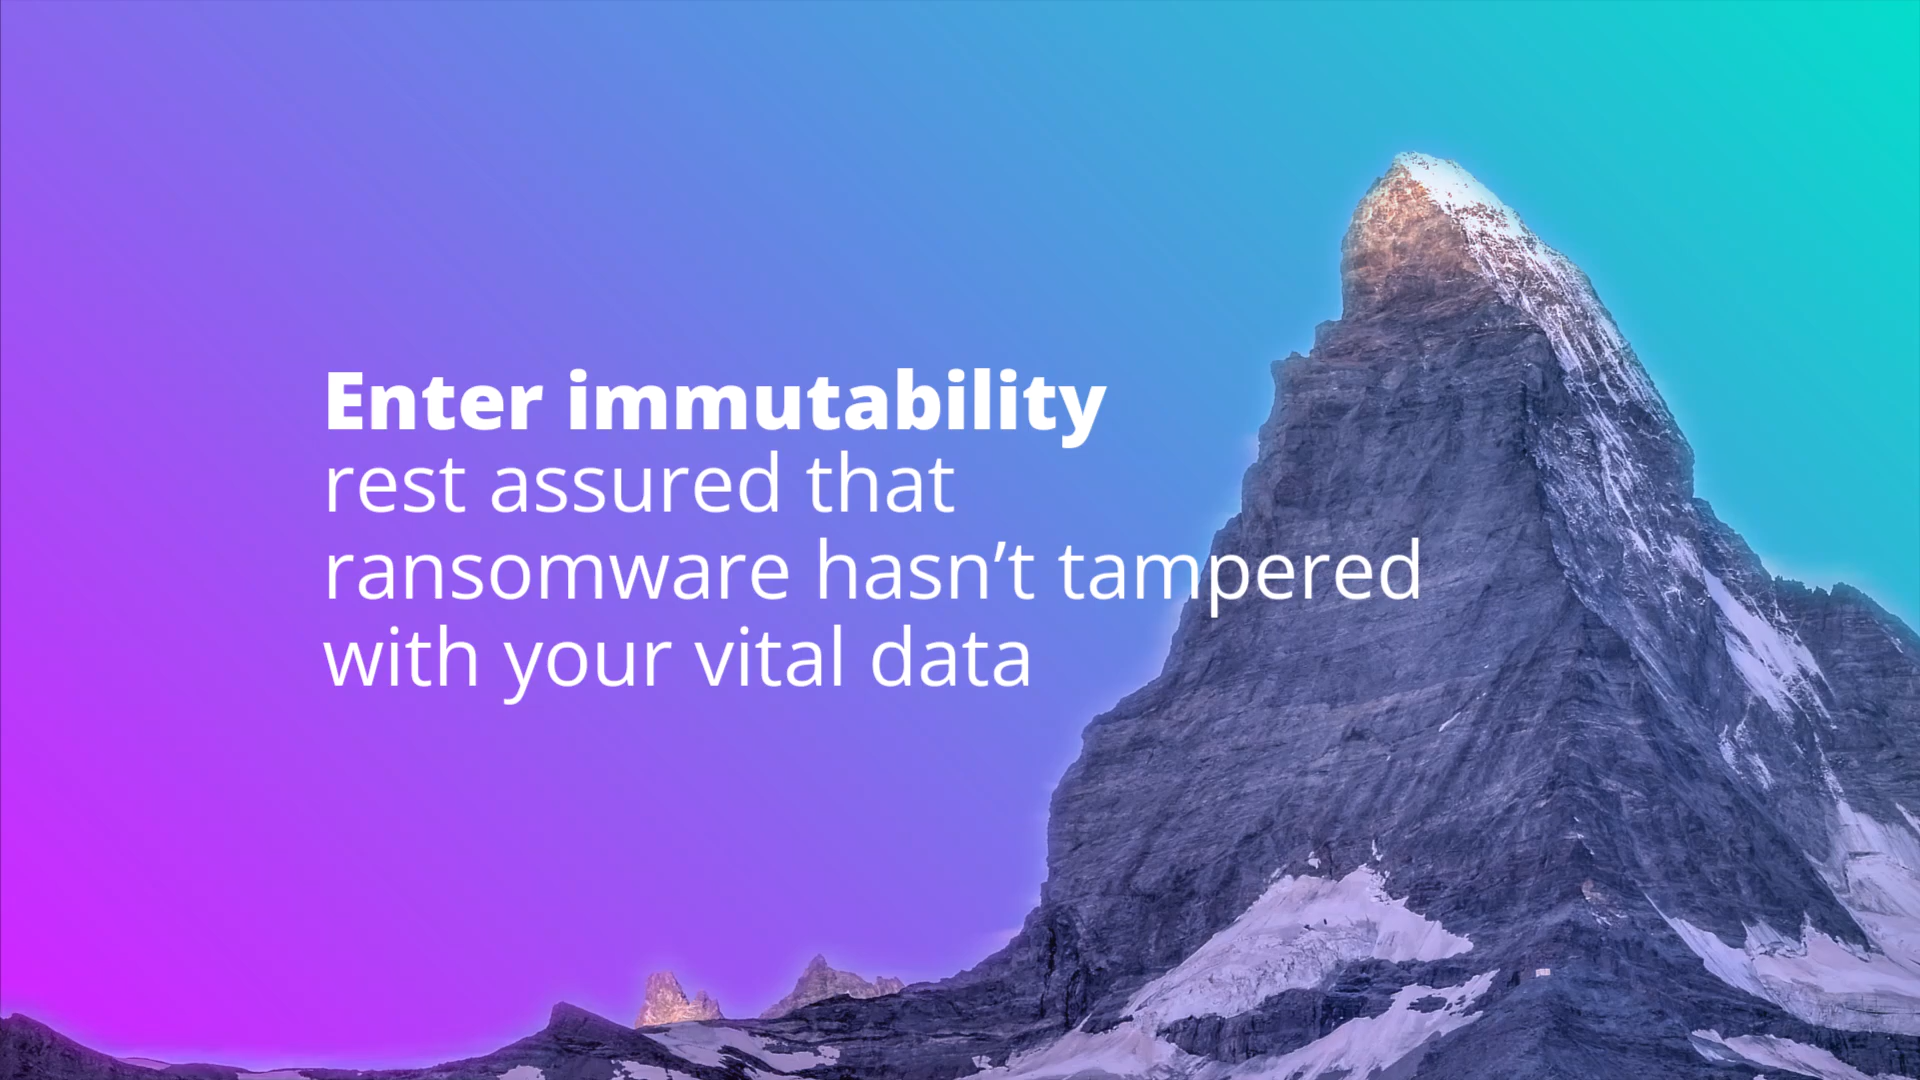 Enter immutability
rest assured that
ransomware hasn’t tampered
with your vital data